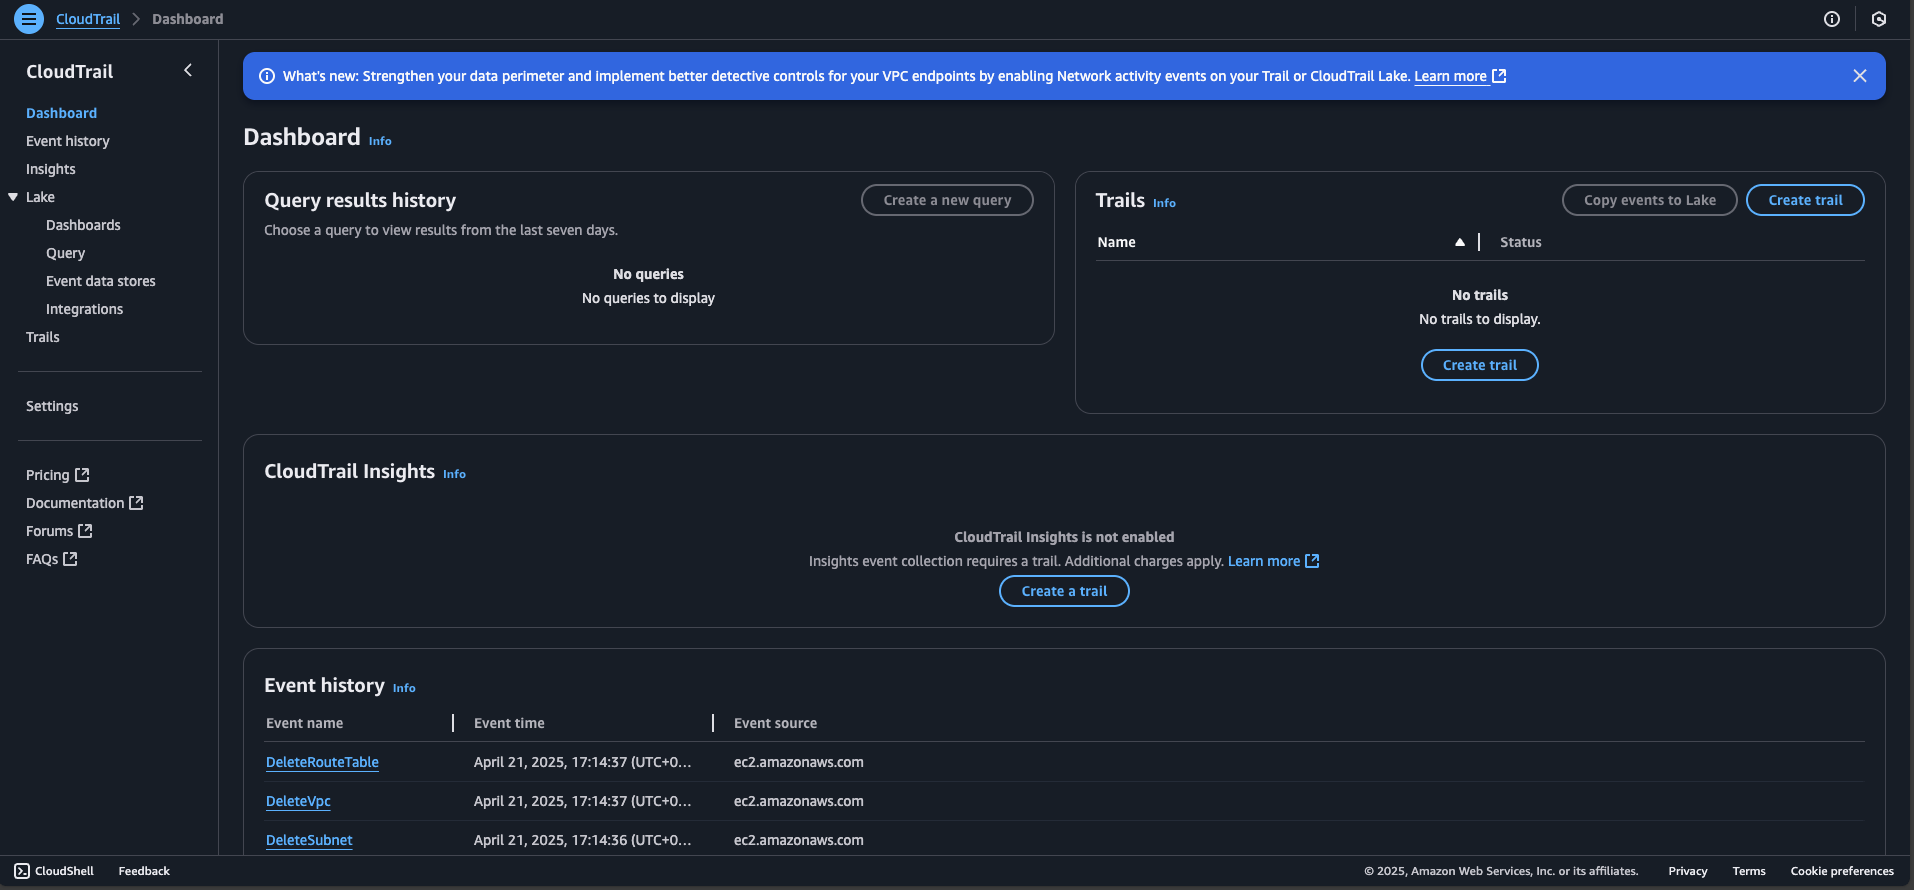 CloudTrail > Dashboard
CloudTrail
Dashboard
Event history
Insights
Lake
Dashboards
Query
Event data stores
Integrations
Trails
Settings
Pricing
Documentation
Forums
FAQs
What's new: Strengthen your data perimeter and implement better detective controls for your VPC endpoints by enabling Network activity events on your Trail or CloudTrail Lake. Learn more
Dashboard Info
Query results history Create a new query
Choose a query to view results from the last seven days.
No queries
No queries to display
Trails Info Copy events to Lake Create trail
Name Status
No trails
No trails to display.
Create trail
CloudTrail Insights Info
CloudTrail Insights is not enabled
Insights event collection requires a trail. Additional charges apply. Learn more
Create a trail
Event history Info
Event name Event time Event source
DeleteRouteTable April 21, 2025, 17:14:37 (UTC+0... ec2.amazonaws.com
DeleteVpc April 21, 2025, 17:14:37 (UTC+0... ec2.amazonaws.com
DeleteSubnet April 21, 2025, 17:14:36 (UTC+0... ec2.amazonaws.com
CloudShell Feedback © 2025, Amazon Web Services, Inc. or its affiliates. Privacy Terms Cookie preferences